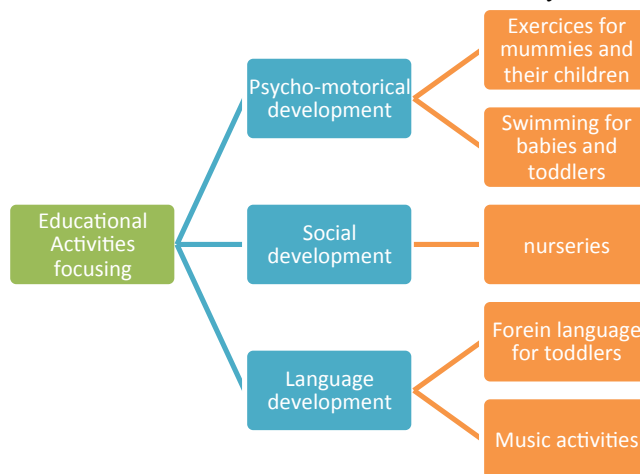 Educational
Activities
focusing
Psycho-motorical
development
Exercices for
mummies and
their children
Swimming for
babies and
toddlers
Social
development
nurseries
Language
development
Forein language
for toddlers
Music activities